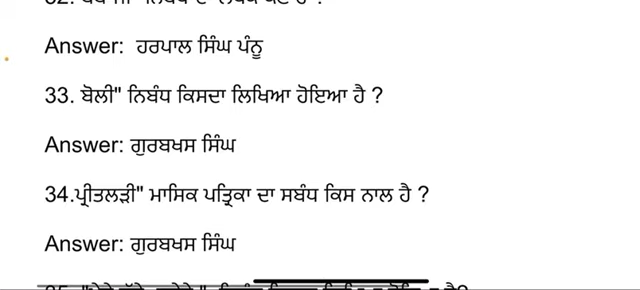 Answer: ਹਰਪਾਲ ਸਿੰਘ ਪੰਨੂ
33. ਬੋਲੀ" ਨਿਬੰਧ ਕਿਸਦਾ ਲਿਖਿਆ ਹੋਇਆ ਹੈ ?
Answer: ਗੁਰਬਖਸ ਸਿੰਘ
34.ਪ੍ਰੀਤਲੜੀ" ਮਾਸਿਕ ਪਤ੍ਰਿਕਾ ਦਾ ਸਬੰਧ ਕਿਸ ਨਾਲ ਹੈ ?
Answer: ਗੁਰਬਖਸ ਸਿੰਘ